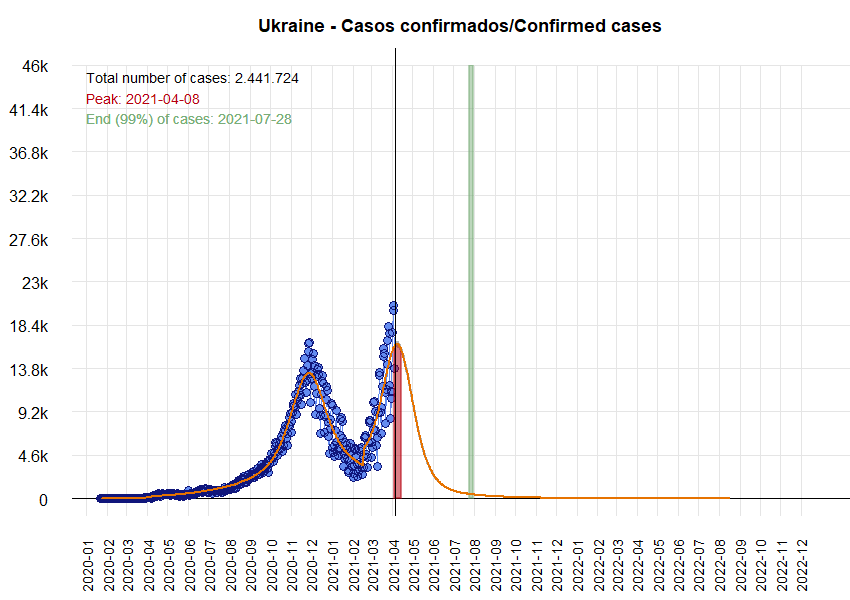 Ukraine - Casos confirmados/Confirmed cases
46k
Total number of cases: 2.441.724
Peak: 2021-04-08
41.4k
End (99%) of cases: 2021-07-28
36.8k
32.2k
27.6k
23k
18.4k
13.8k
9.2k
4.6k
0
2020-01
2020-02
2020-03
2020-04
2020-05
2020-06
2020-07
2020-08
2020-09
2020-10
2020-11
2020-12
2021-01
2021-02
2021-03
2021-04
2021-05
2021-06
2021-07
2021-08
2021-09
2021-10
2021-11
2021-12
2022-01
2022-02
2022-03
2022-04
2022-05
2022-06
2022-07
2022-08
2022-09
2022-10
2022-11
2022-12